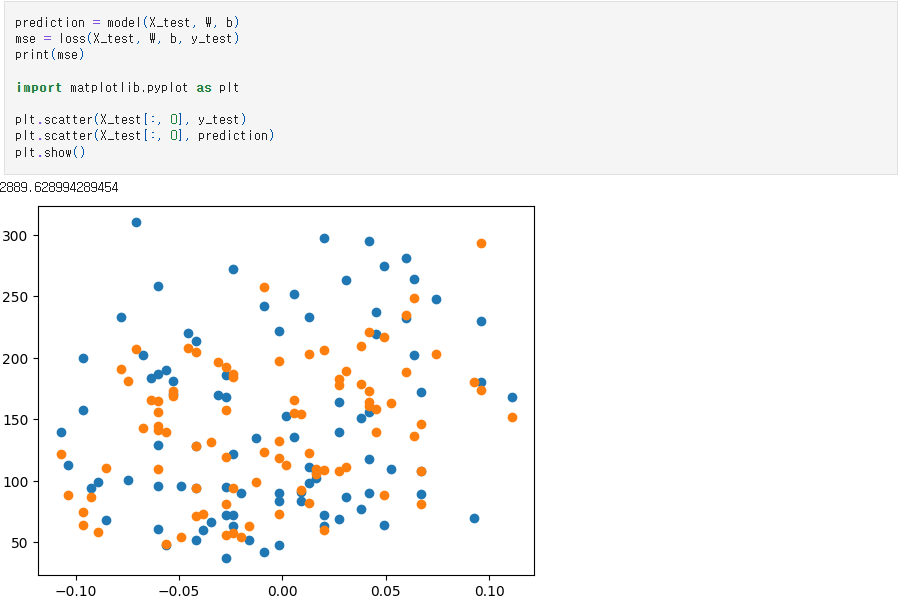 prediction = model(X_test, W, b)
mse = loss(X_test, W, b, y_test)
print(mse)
import matplotlib.pyplot as plt
plt.scatter(X_test[:, 0], y_test)
plt.scatter(X_test[:, 0], prediction)
plt.show()
2889.628994289454
300
250
200
150
100
50
−0.10 −0.05 0.00 0.05 0.10